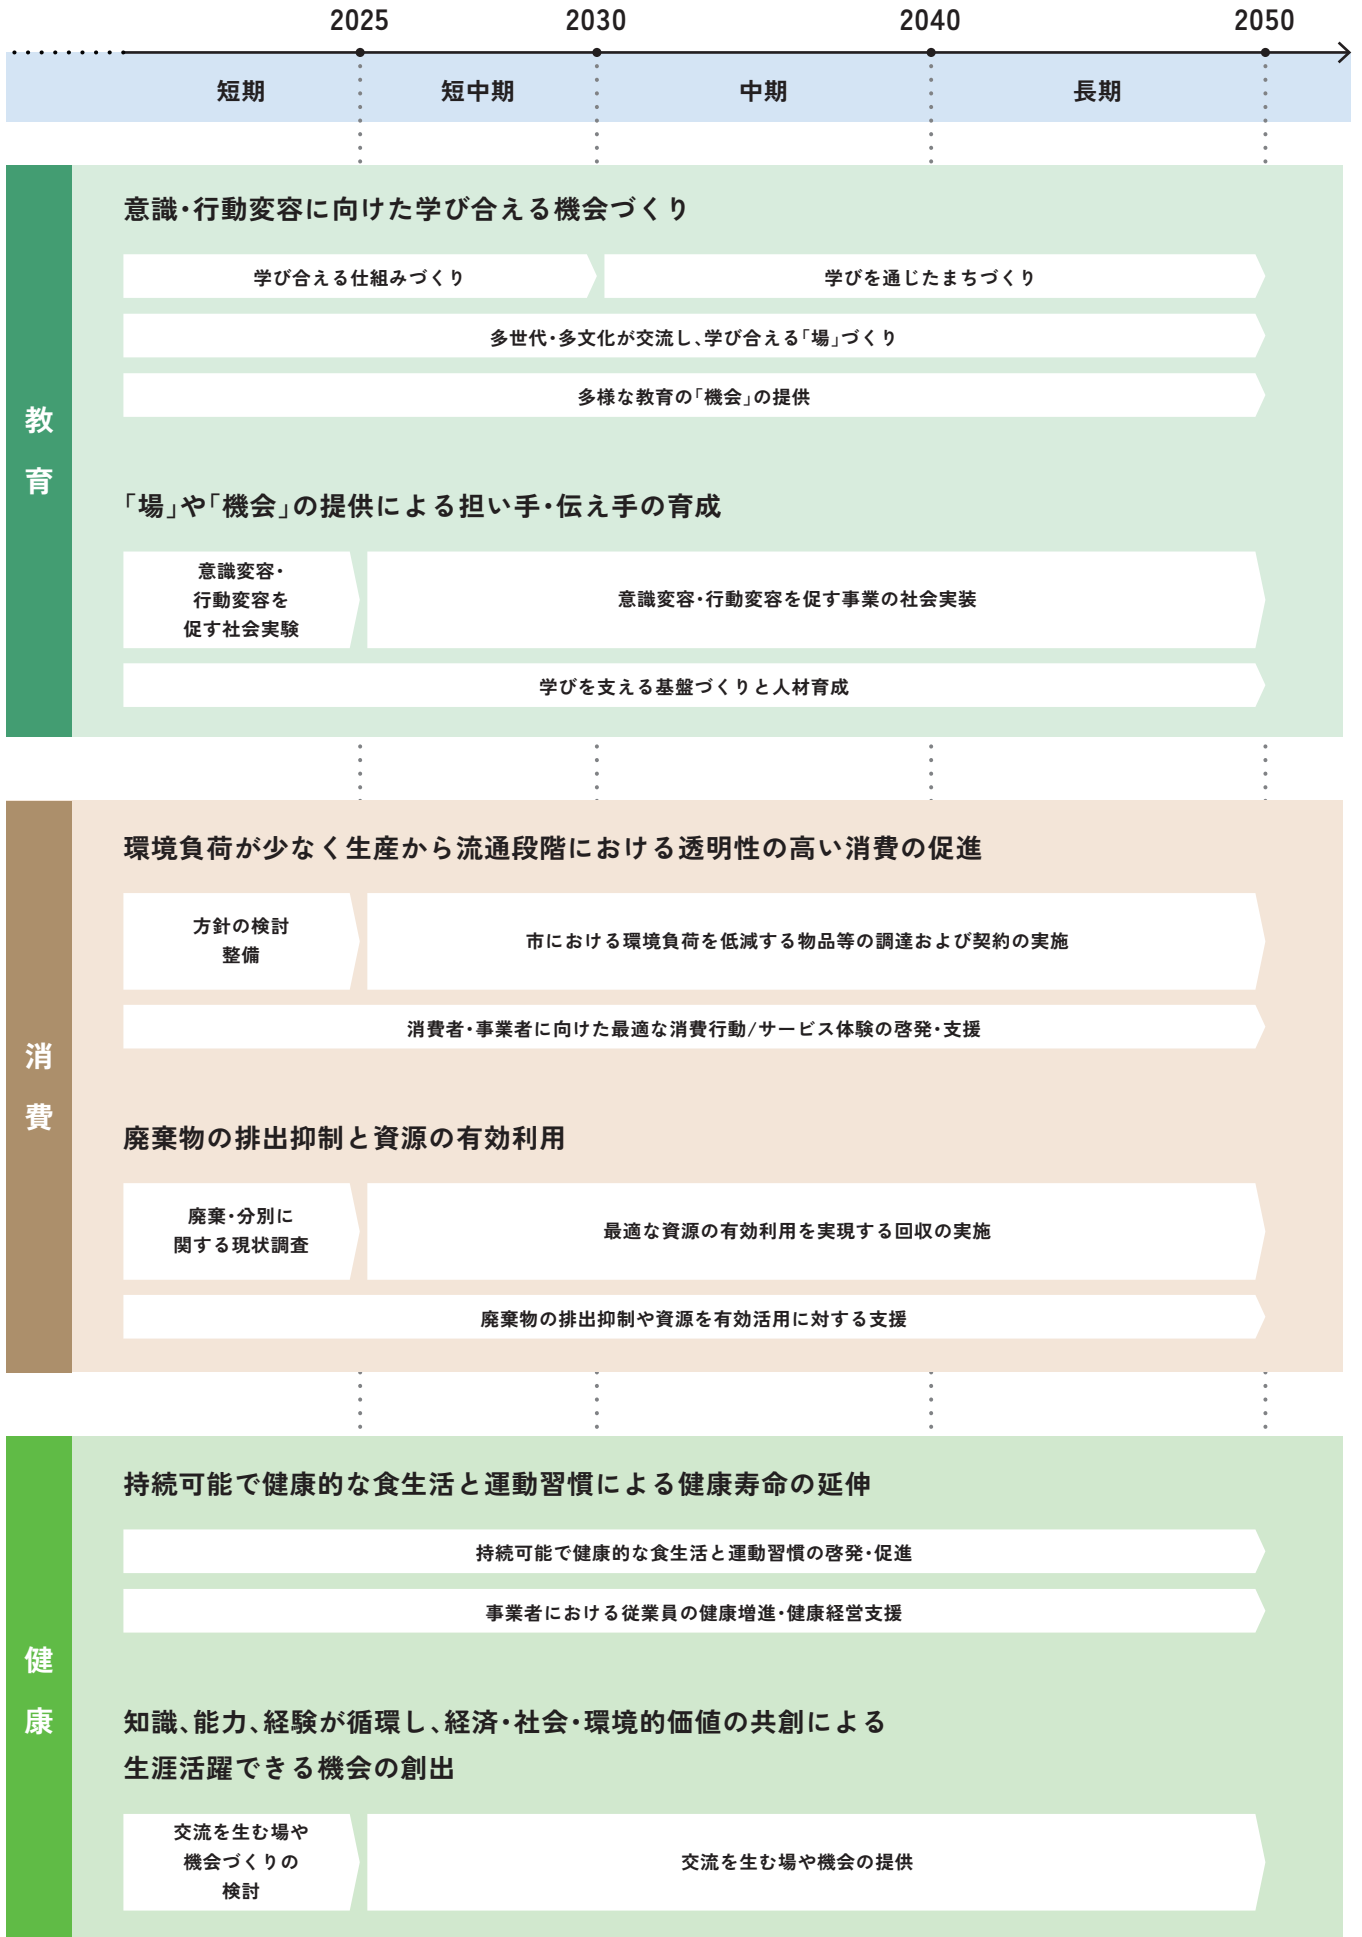 2025 2030 2040 2050
短期 短中期 中期 長期
教育
意識・行動変容に向けた学び合える機会づくり
学び合える仕組みづくり 学びを通じたまちづくり
多世代・多文化が交流し、学び合える「場」づくり
多様な教育の「機会」の提供
「場」や「機会」の提供による担い手・伝え手の育成
意識変容・
行動変容を
促す社会実験
意識変容・行動変容を促す事業の社会実装
学びを支える基盤づくりと人材育成
消費
環境負荷が少なく生産から流通段階における透明性の高い消費の促進
方針の検討
整備
市における環境負荷を低減する物品等の調達および契約の実施
消費者・事業者に向けた最適な消費行動/サービス体験の啓発・支援
廃棄物の排出抑制と資源の有効利用
廃棄・分別に
関する現状調査
最適な資源の有効利用を実現する回収の実施
廃棄物の排出抑制や資源を有効活用に対する支援
健康
持続可能で健康的な食生活と運動習慣による健康寿命の延伸
持続可能で健康的な食生活と運動習慣の啓発・促進
事業者における従業員の健康増進・健康経営支援
知識、能力、経験が循環し、経済・社会・環境的価値の共創による
生涯活躍できる機会の創出
交流を生む場や
機会づくりの
検討
交流を生む場や機会の提供